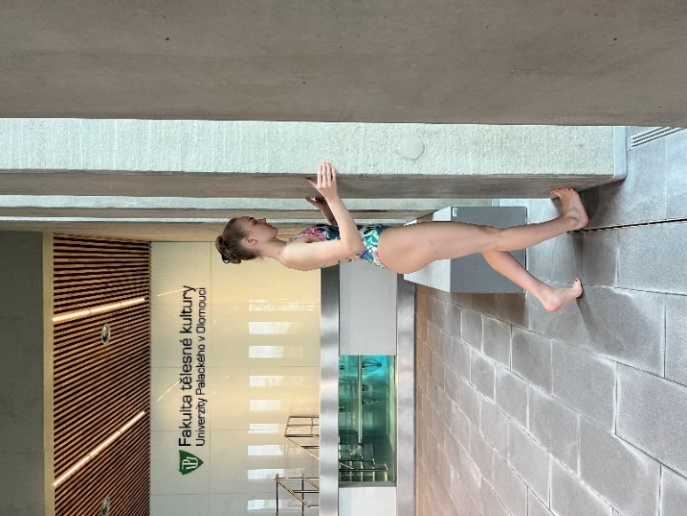 Fakulta tělesné kultury
Univerzity Palackého v Olomouci